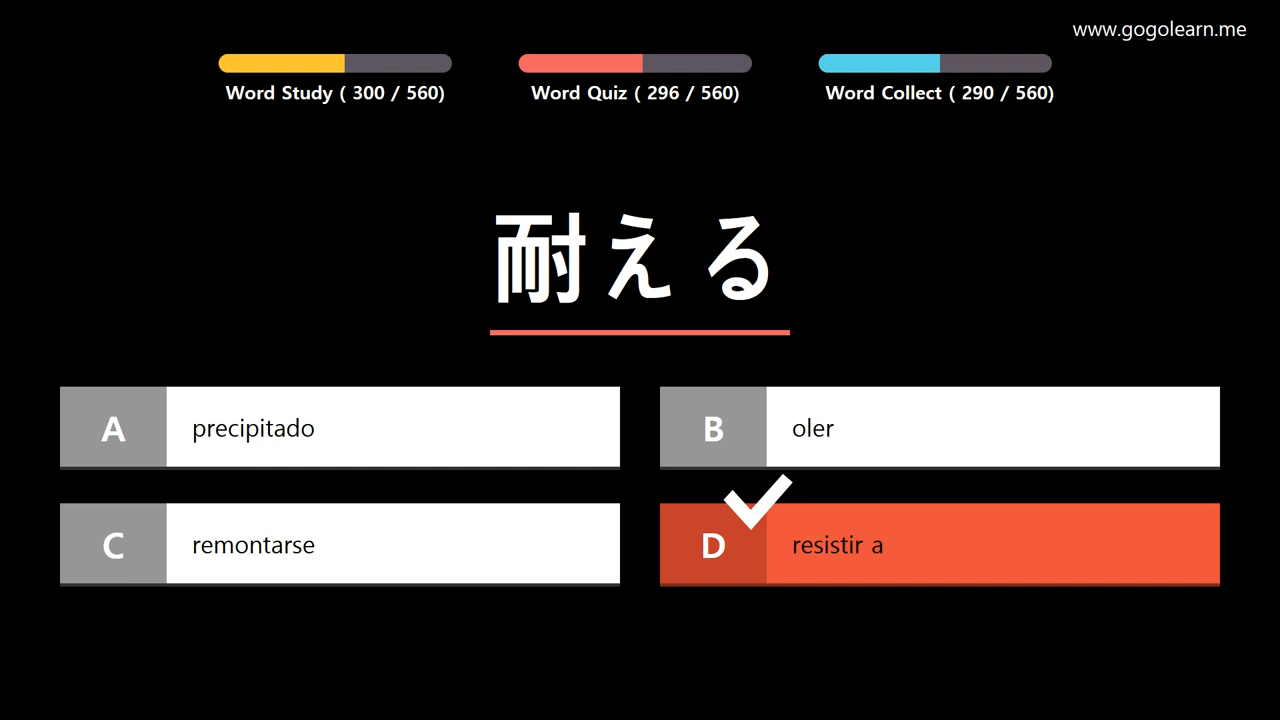 www.gogolearn.me
Word Study ( 300 / 560)
Word Quiz ( 296 / 560)
Word Collect ( 290 / 560)
耐える
A precipitado
B oler
C remontarse
D resistir a